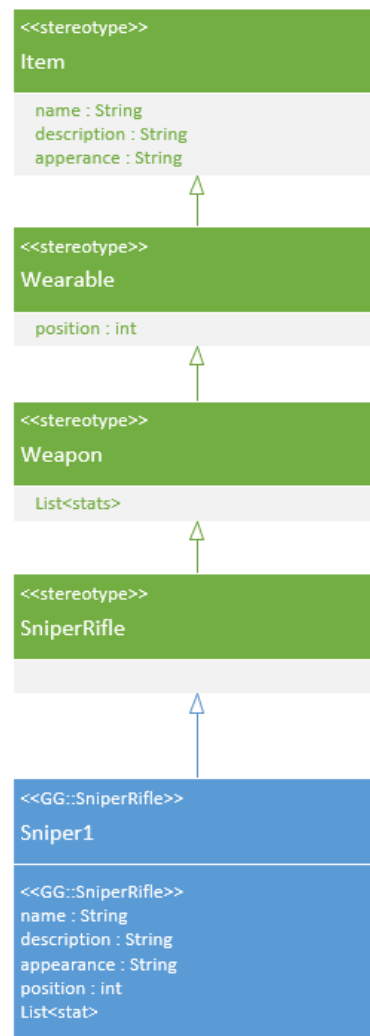 <<stereotype>>
Item
name : String
description : String
apperance : String
<<stereotype>>
Wearable
position : int
<<stereotype>>
Weapon
List<stats>
<<stereotype>>
SniperRifle
<<GG::SniperRifle>>
Sniper1
<<GG::SniperRifle>>
name : String
description : String
appearance : String
position : int
List<stat>